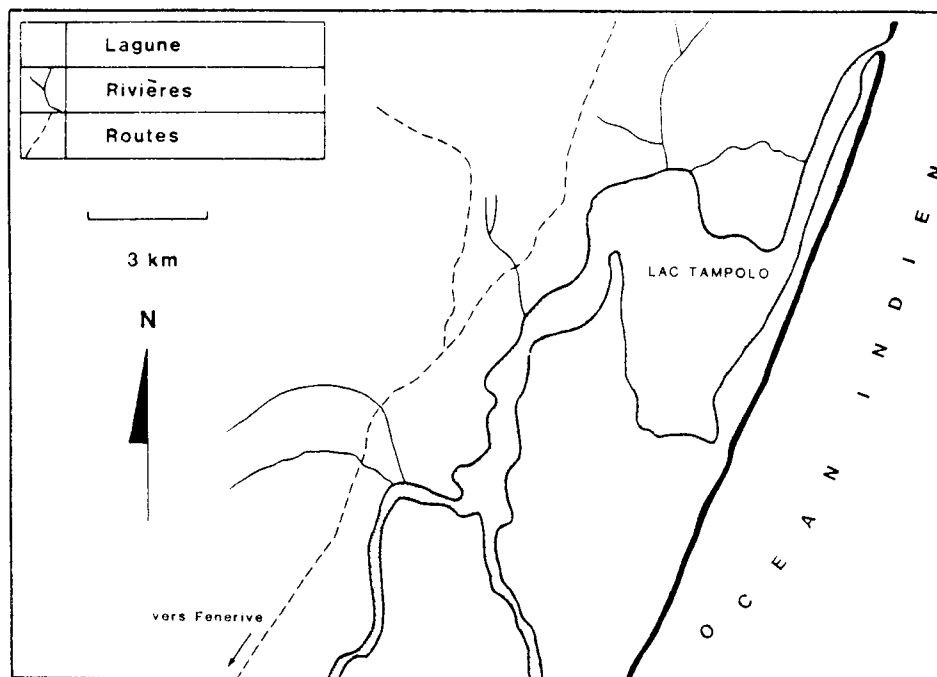 Lagune
Rivières
Routes
3 km
N
LAC TAMPOLO
OCEAN INDIEN
vers Fenerive